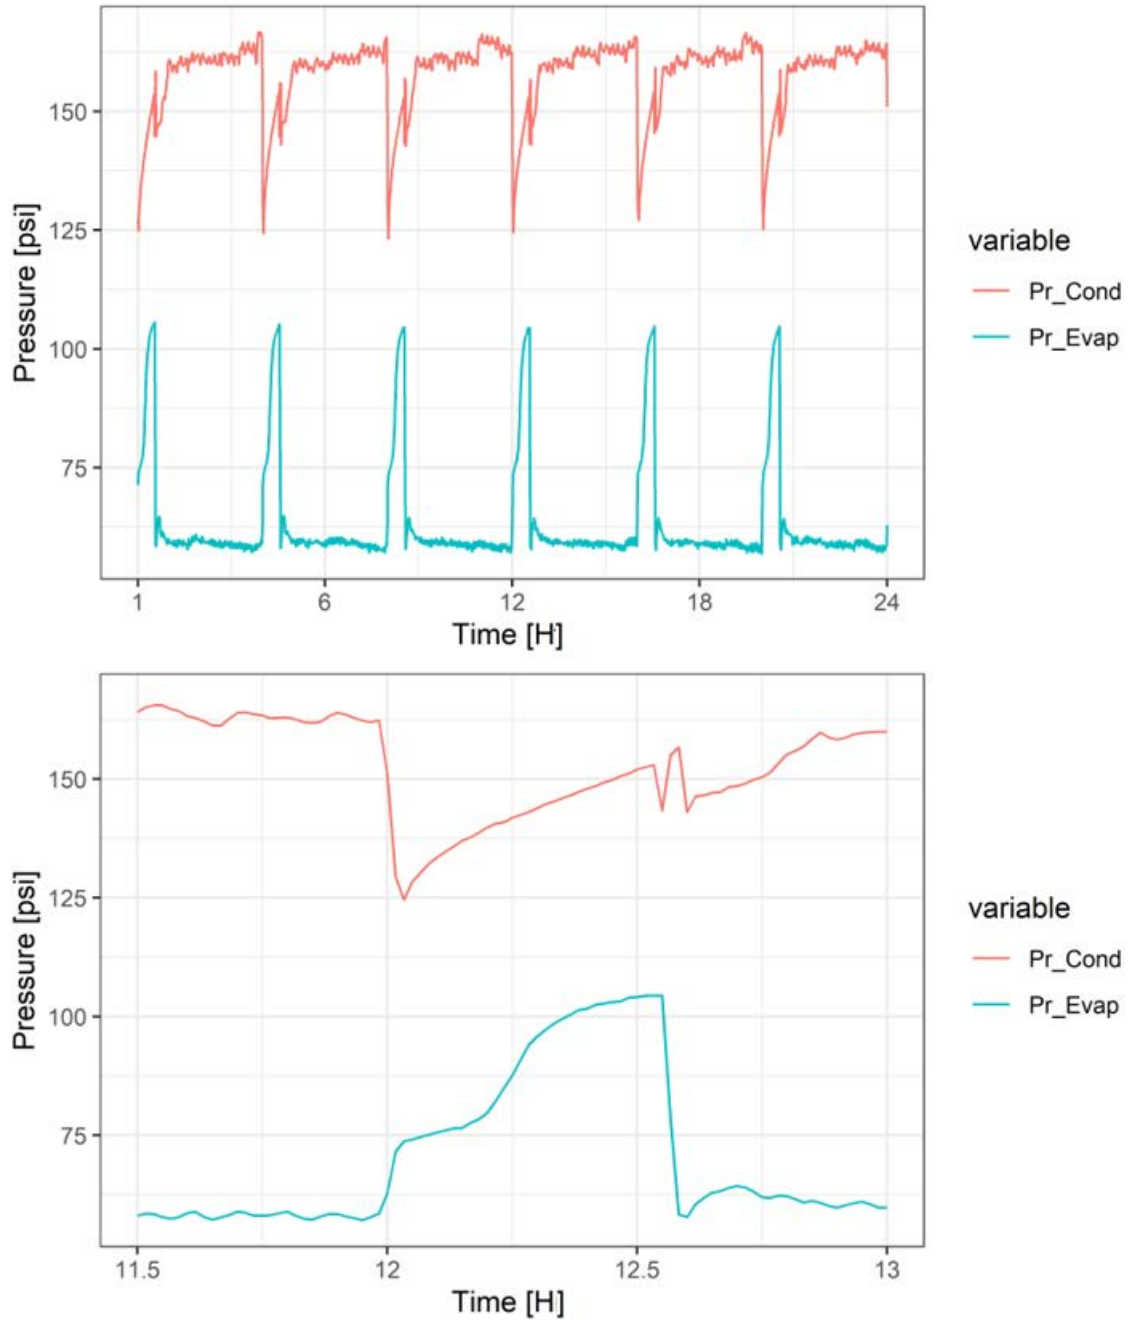 150
125
100
75
Pressure [psi]
1 6 12 18 24
Time [H]
variable
Pr_Cond
Pr_Evap
150
125
100
75
Pressure [psi]
11.5 12 12.5 13
Time [H]
variable
Pr_Cond
Pr_Evap